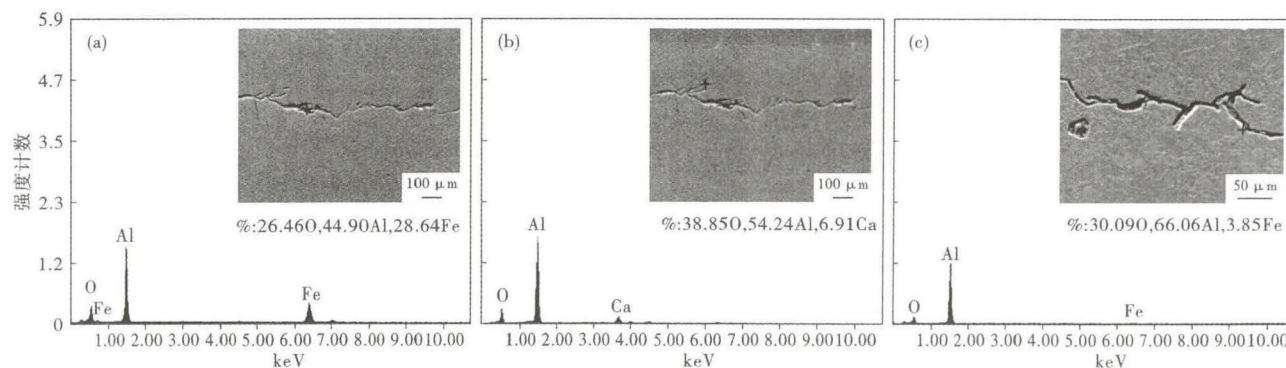 5.9
4.7
3.5
2.3
1.2
0
强度计数
(a)
100 μm
%:26.46O,44.90Al,28.64Fe
Al
O
Fe
Fe
1.00 2.00 3.00 4.00 5.00 6.00 7.00 8.00 9.00 10.00
keV
(b)
100 μm
%:38.85O,54.24Al,6.91Ca
Al
O
Ca
1.00 2.00 3.00 4.00 5.00 6.00 7.00 8.00 9.00 10.00
keV
(c)
50 μm
%:30.09O,66.06Al,3.85Fe
Al
O
Fe
1.00 2.00 3.00 4.00 5.00 6.00 7.00 8.00 9.00 10.00
keV